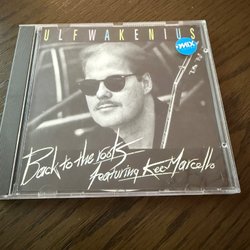 ULF WAKENIUS
Back to the roots
featuring Kee Marcello